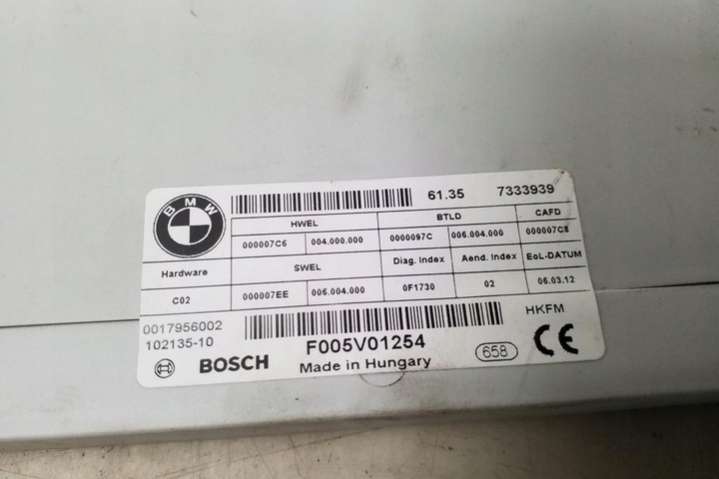 BMW
61.35 7333939
HWEL BTLD CAFD
000007C6 004.000.000 0000097C 006.004.000 000007C8
Hardware SWEL Diag. Index Aend. Index EoL-DATUM
C02 000007EE 006.004.000 0F1730 02 06.03.12
0017956002 HKFM
102135-10
BOSCH F005V01254 658 CE
Made in Hungary